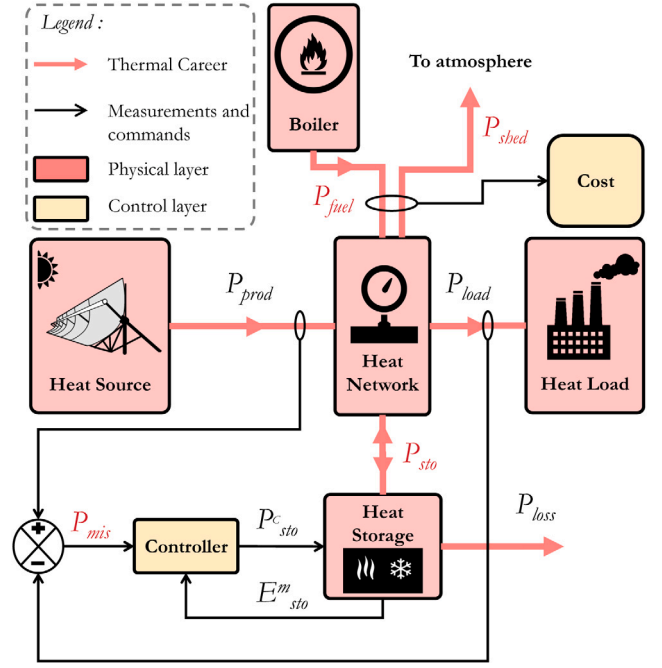 Legend :
Thermal Career
Measurements and
commands
Physical layer
Control layer
Boiler
To atmosphere
P_shed
P_fuel
Cost
Heat Source
P_prod
Heat
Network
P_load
Heat Load
P_sto
+
-
P_mis
Controller
P^C_sto
Heat
Storage
P_loss
E^m_sto